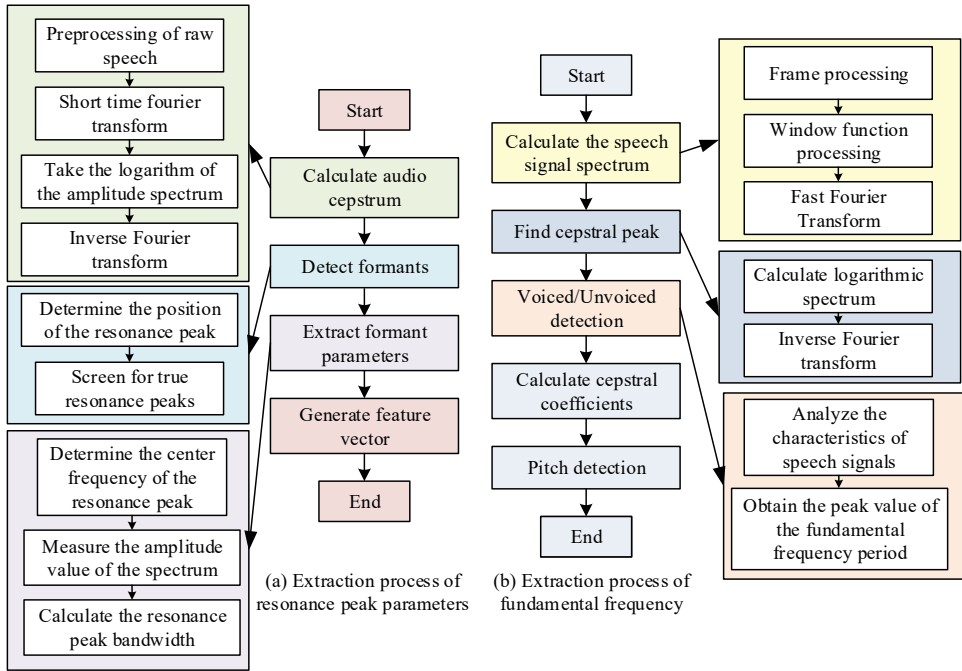 Preprocessing of raw
speech
Short time fourier
transform
Take the logarithm of
the amplitude spectrum
Inverse Fourier
transform
Determine the position
of the resonance peak
Screen for true
resonance peaks
Determine the center
frequency of the
resonance peak
Measure the amplitude
value of the spectrum
Calculate the resonance
peak bandwidth
Start
Calculate audio
cepstrum
Detect formants
Extract formant
parameters
Generate feature
vector
End
(a) Extraction process of
resonance peak parameters
Start
Calculate the speech
signal spectrum
Find cepstral peak
Voiced/Unvoiced
detection
Calculate cepstral
coefficients
Pitch detection
End
(b) Extraction process of
fundamental frequency
Frame processing
Window function
processing
Fast Fourier
Transform
Calculate logarithmic
spectrum
Inverse Fourier
transform
Analyze the
characteristics of
speech signals
Obtain the peak value of
the fundamental
frequency period